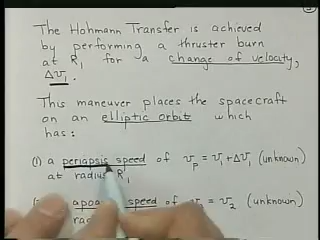 The Hohmann Transfer is achieved
by performing a thruster burn
at R₁ for a change of velocity,
Δv₁.
This maneuver places the spacecraft
on an elliptic orbit which
has:
(1) a periapsis speed of v_p = v₁ + Δv₁ (unknown)
at radius R₁
speed of = v₂ (unknown)